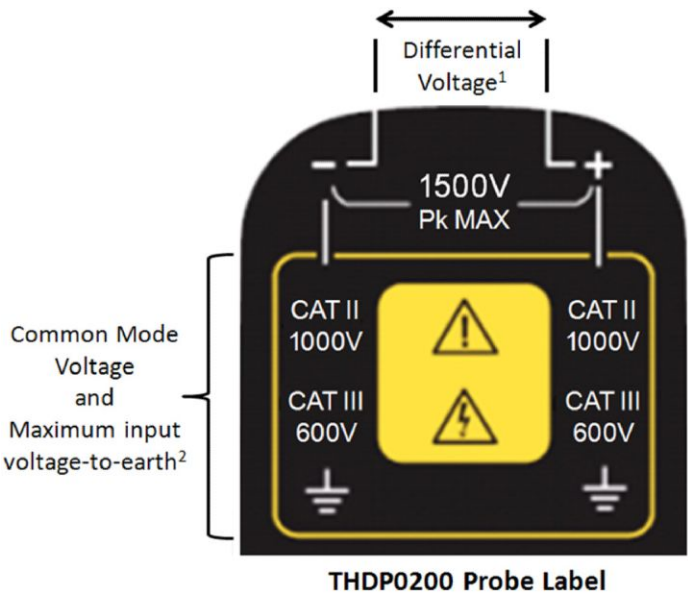 Differential
Voltage¹
- +
1500V
Pk MAX
CAT II
1000V
CAT III
600V
CAT II
1000V
CAT III
600V
Common Mode
Voltage
and
Maximum input
voltage-to-earth²
THDP0200 Probe Label